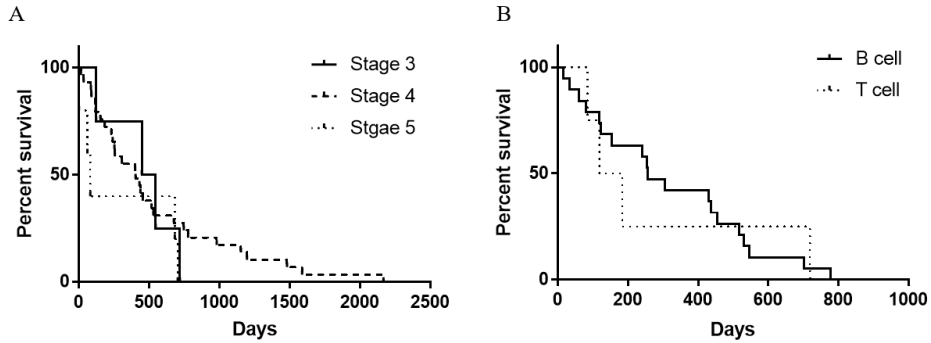 A
Percent survival
100
50
0
0 500 1000 1500 2000 2500
Days
Stage 3
Stage 4
Stgae 5
B
Percent survival
100
50
0
0 200 400 600 800 1000
Days
B cell
T cell